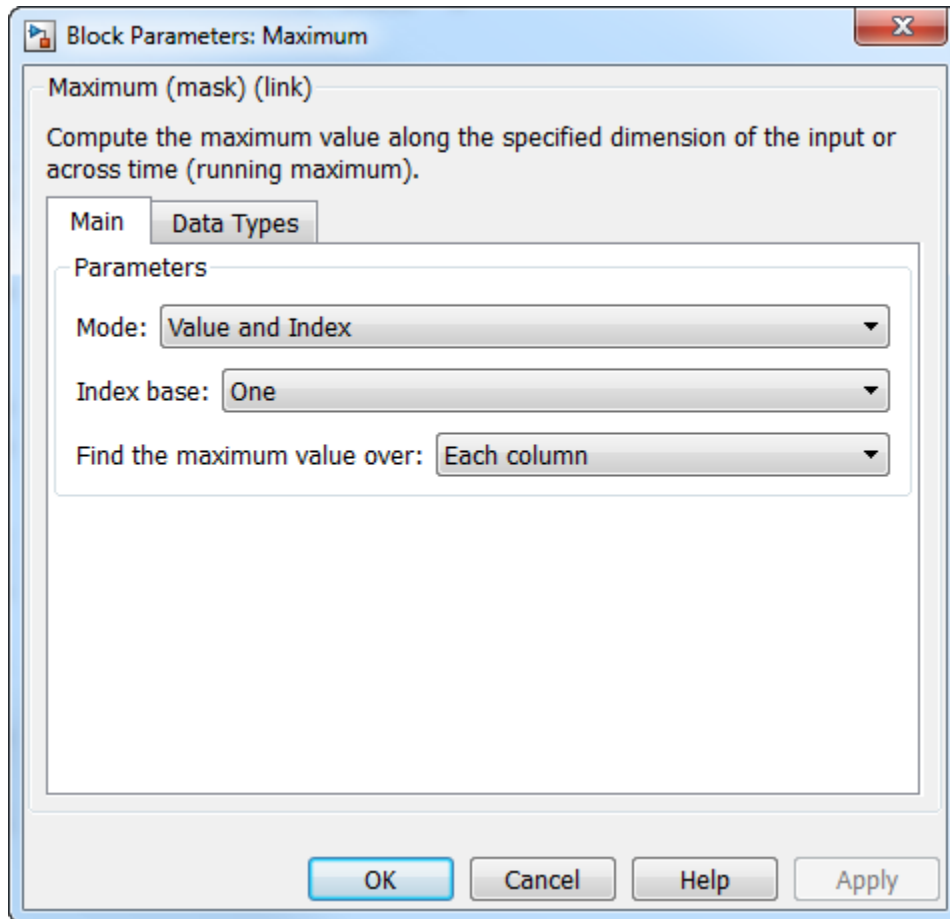 Block Parameters: Maximum
Maximum (mask) (link)
Compute the maximum value along the specified dimension of the input or
across time (running maximum).
Main Data Types
Parameters
Mode: Value and Index
Index base: One
Find the maximum value over: Each column
OK Cancel Help Apply